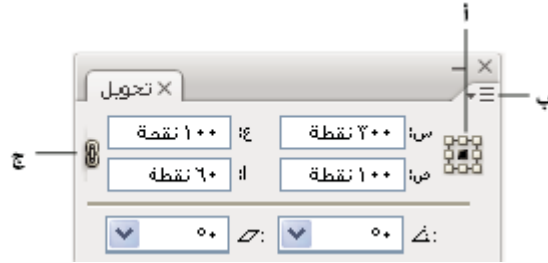 أ
تحويل
ب
س: ٢٠٠ نقطة ع: ١٠٠ نقطة
ج
ص: ١٠٠ نقطة ا: ٦٠ نقطة
٠° ٠°